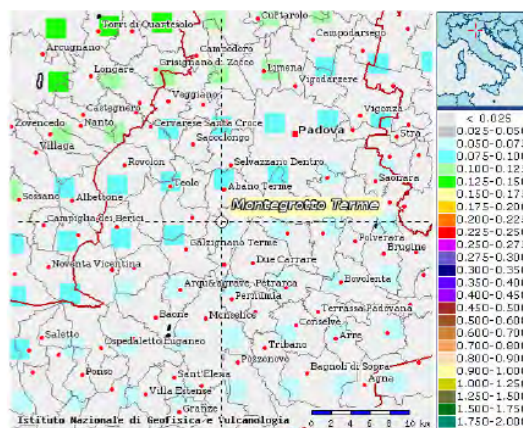 Torri di Quartesolo
Curtarolo
Arcugnano
Camisano
Campodarsego
Grisignano di Zocco
Longare
Limena
Vigodarzere
Veggiano
Castegnero
Vigonza
Zovencedo
Nanto
Cervarese Santa Croce
Padova
Stra
Villaga
Saccolongo
Rovolon
Selvazzano Dentro
Saonara
Teolo
Abano Terme
Sossano
Albettone
Montegrotto Terme
Campiglia dei Berici
Polverara
Galzignano Terme
Brugine
Due Carrare
Noventa Vicentina
Bovolenta
Arquà Petrarca
Pernumia
Baone
Monselice
Terrassa Padovana
Conselve
Saletto
Arre
Ospedaletto Euganeo
Tribano
Pozzonovo
Ponso
Bagnoli di Sopra
Sant'Elena
Agna
Villa Estense
Granze
Istituto Nazionale di Geofisica e Vulcanologia
0 2 4 6 8 10 km
< 0.025
0.025-0.050
0.050-0.075
0.075-0.100
0.100-0.125
0.125-0.150
0.150-0.175
0.175-0.200
0.200-0.225
0.225-0.250
0.250-0.275
0.275-0.300
0.300-0.350
0.350-0.400
0.400-0.450
0.450-0.500
0.500-0.600
0.600-0.700
0.700-0.800
0.800-0.900
0.900-1.000
1.000-1.250
1.250-1.500
1.500-1.750
1.750-2.000